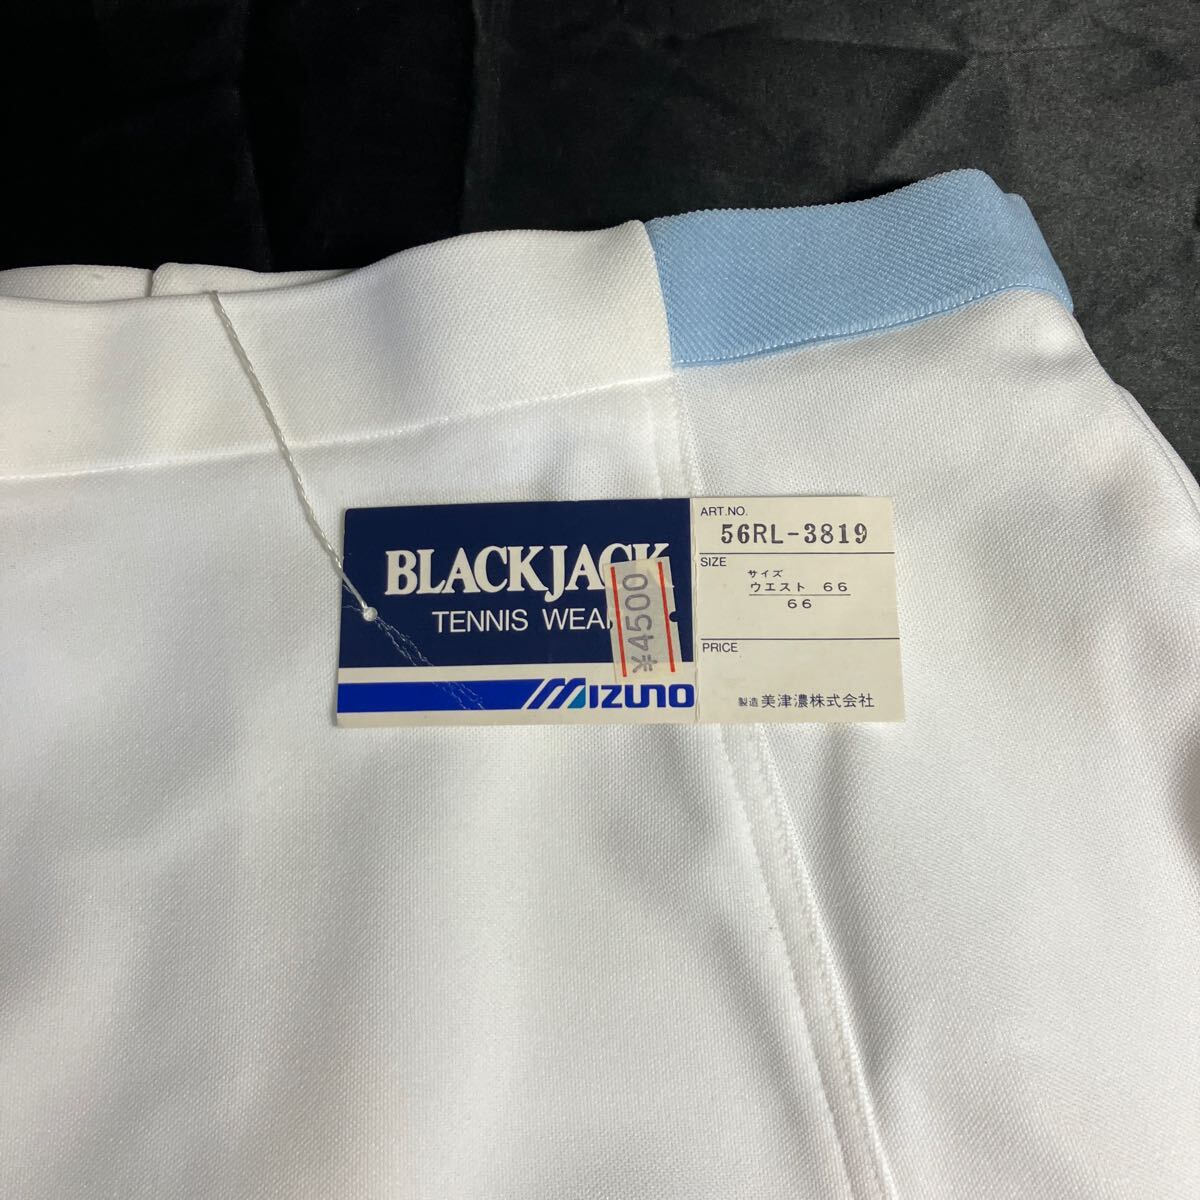 BLACKJACK
TENNIS WEAR
¥4500
MIZUNO
ART.NO.
56RL-3819
SIZE
サイズ
ウエスト 66
66
PRICE
製造 美津濃株式会社